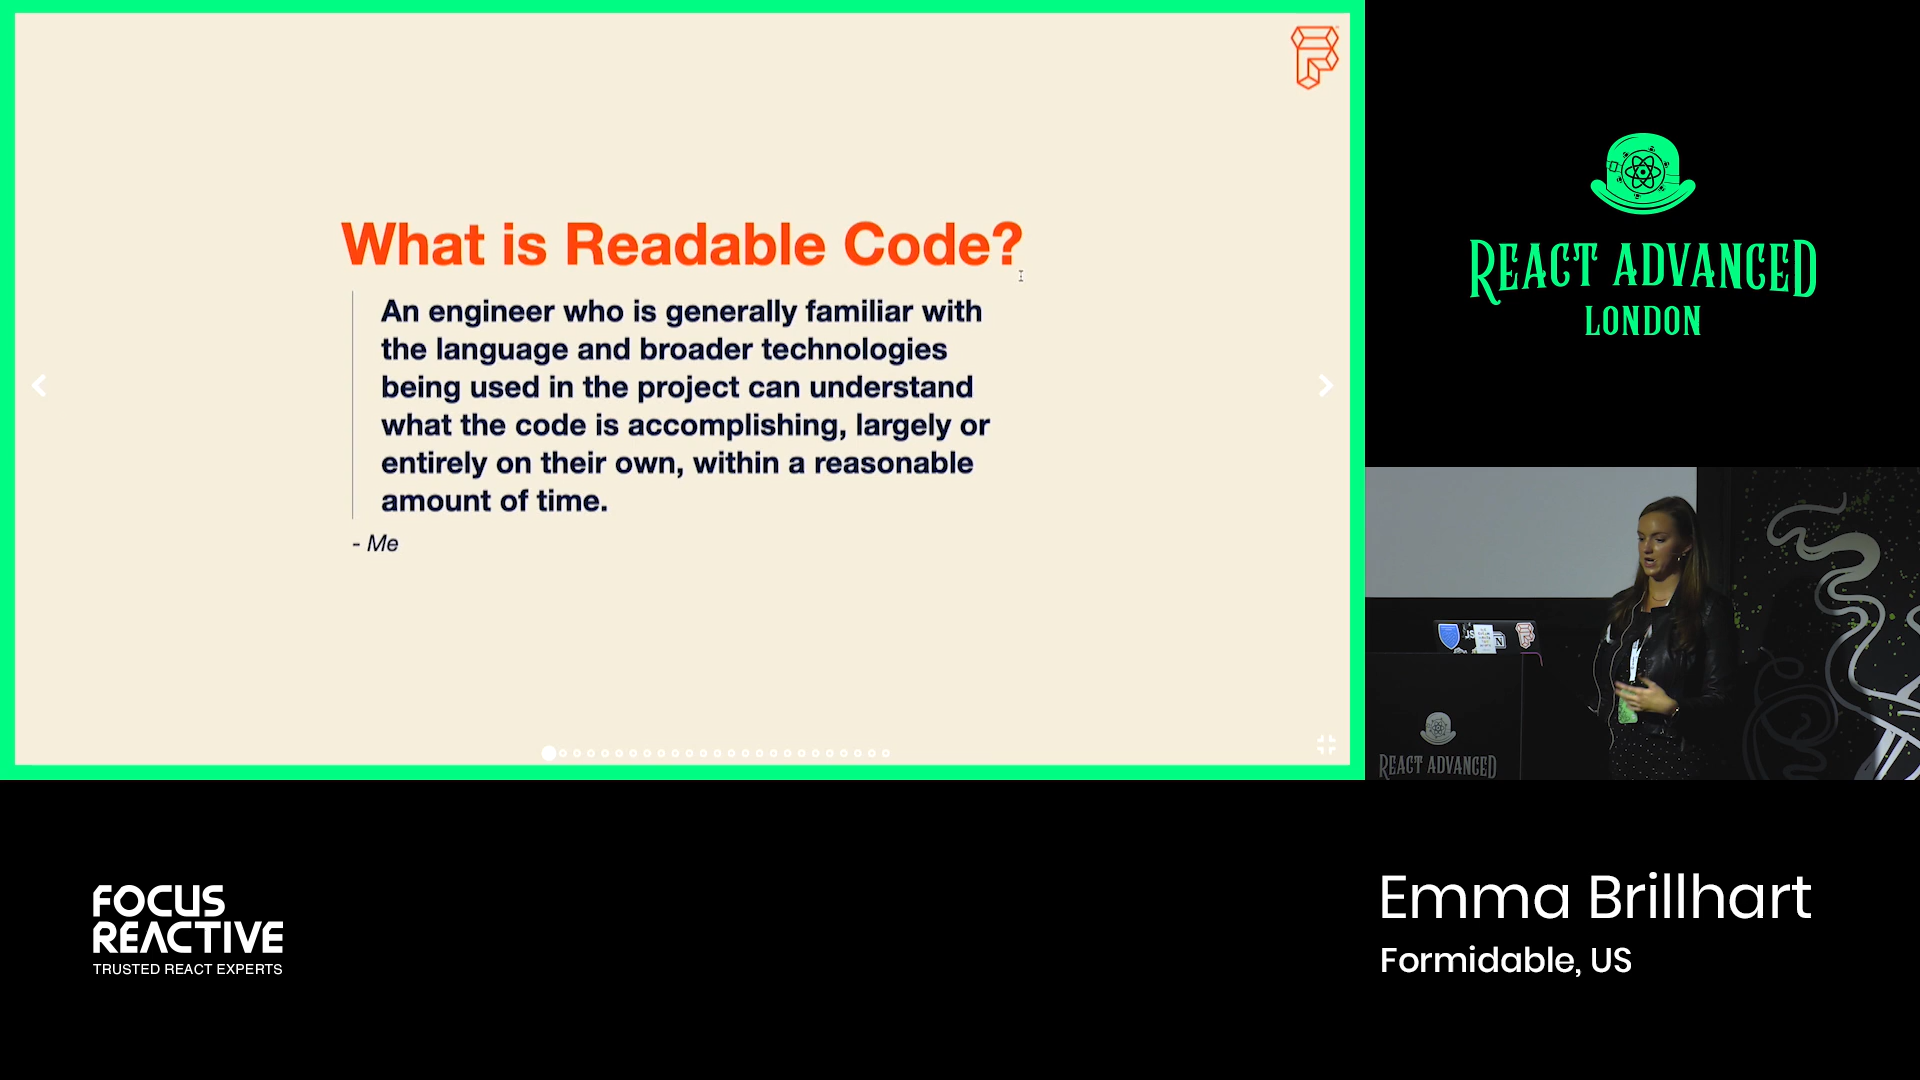 What is Readable Code?
An engineer who is generally familiar with
the language and broader technologies
being used in the project can understand
what the code is accomplishing, largely or
entirely on their own, within a reasonable
amount of time.
- Me
REACT ADVANCED
LONDON
REACT ADVANCED
FOCUS
REACTIVE
TRUSTED REACT EXPERTS
Emma Brillhart
Formidable, US